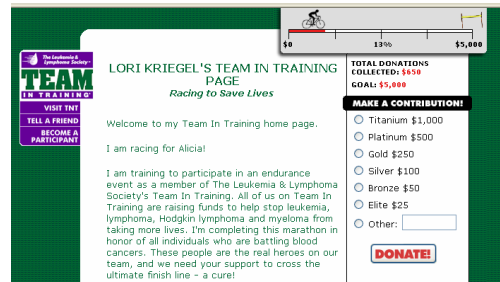 $0 13% $5,000
The Leukemia &
Lymphoma Society
TEAM
IN TRAINING
VISIT TNT
TELL A FRIEND
BECOME A
PARTICIPANT
LORI KRIEGEL'S TEAM IN TRAINING
PAGE
Racing to Save Lives
Welcome to my Team In Training home page.
I am racing for Alicia!
I am training to participate in an endurance
event as a member of The Leukemia & Lymphoma
Society's Team In Training. All of us on Team In
Training are raising funds to help stop leukemia,
lymphoma, Hodgkin lymphoma and myeloma from
taking more lives. I'm completing this marathon in
honor of all individuals who are battling blood
cancers. These people are the real heroes on our
team, and we need your support to cross the
ultimate finish line - a cure!
TOTAL DONATIONS
COLLECTED: $650
GOAL: $5,000
MAKE A CONTRIBUTION!
Titanium $1,000
Platinum $500
Gold $250
Silver $100
Bronze $50
Elite $25
Other:
DONATE!